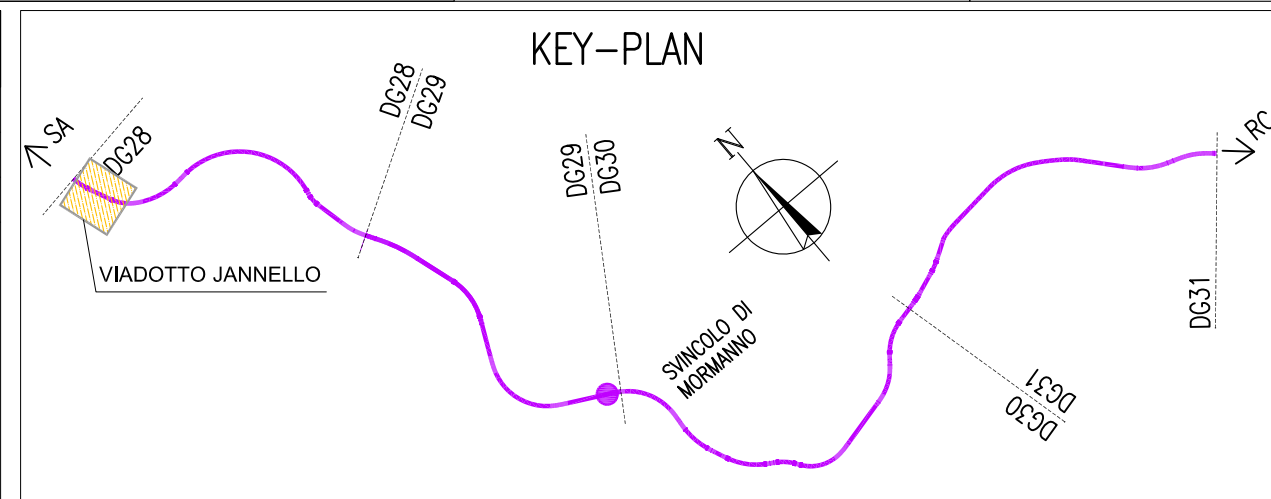 KEY-PLAN
SA
DG28
VIADOTTO JANNELLO
DG28
DG29
DG29
DG30
N
SVINCOLO DI
MORMANNO
DG31
DG30
DG31
RC